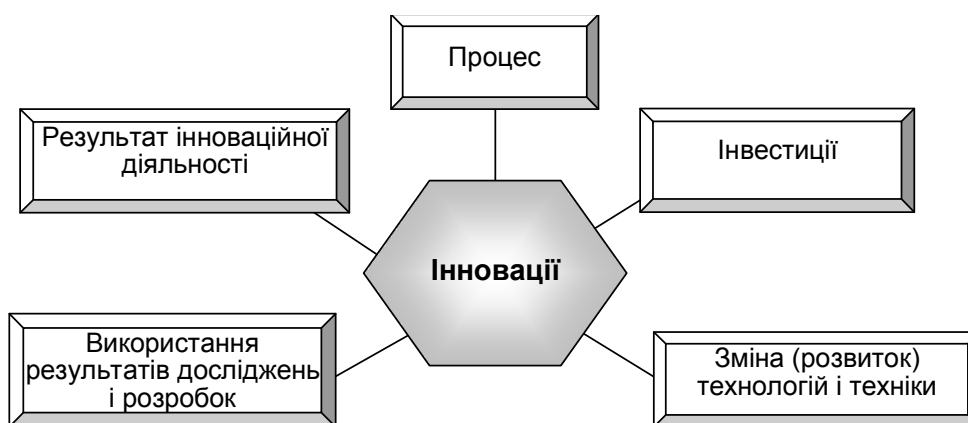 Процес
Результат інноваційної
діяльності
Інвестиції
Інновації
Використання
результатів досліджень
і розробок
Зміна (розвиток)
технологій і техніки